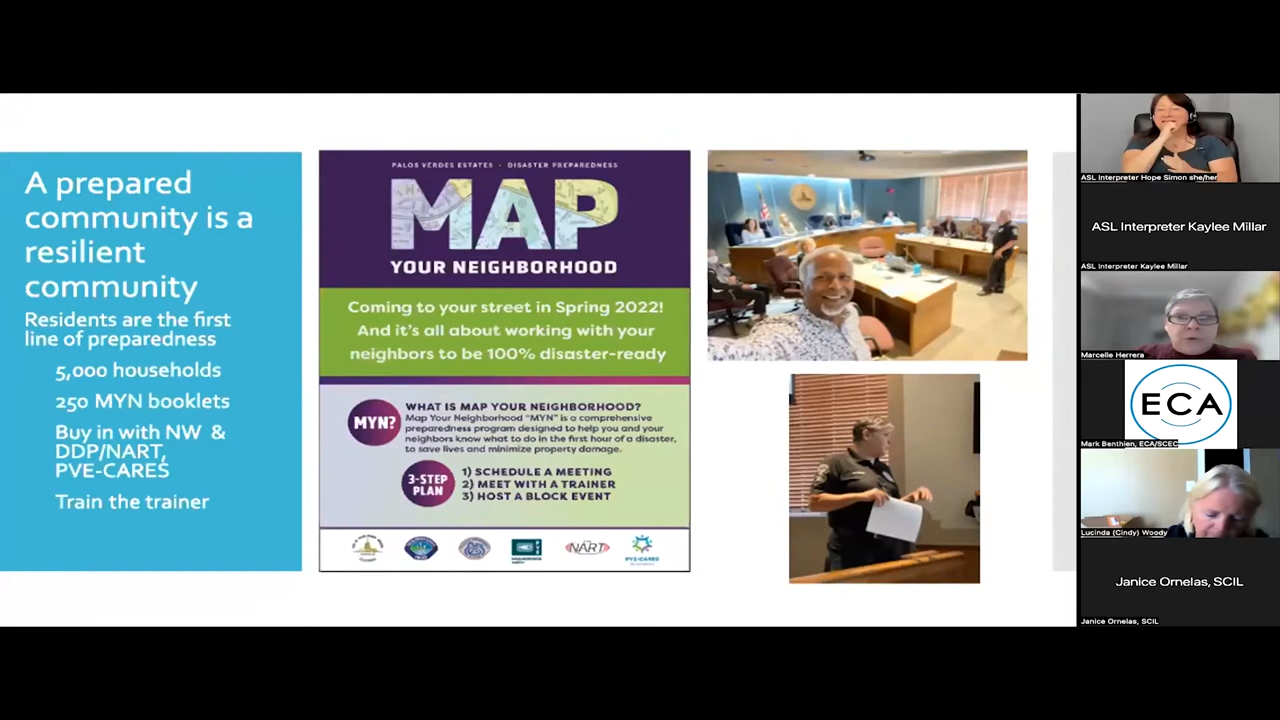 A prepared
community is a
resilient
community
Residents are the first
line of preparedness
5,000 households
250 MYN booklets
Buy in with NW &
DDP/NART,
PVE-CARES
Train the trainer
PALOS VERDES ESTATES • DISASTER PREPAREDNESS
MAP
YOUR NEIGHBORHOOD
Coming to your street in Spring 2022!
And it's all about working with your
neighbors to be 100% disaster-ready
MYN?
WHAT IS MAP YOUR NEIGHBORHOOD?
Map Your Neighborhood "MYN" is a comprehensive
preparedness program designed to help you and your
neighbors know what to do in the first hour of a disaster,
to save lives and minimize property damage.
3-STEP
PLAN
1) SCHEDULE A MEETING
2) MEET WITH A TRAINER
3) HOST A BLOCK EVENT
NART
PVE-CARES
ASL Interpreter Hope Simon she/her
ASL Interpreter Kaylee Millar
ASL Interpreter Kaylee Millar
Marcelle Herrera
ECA
Mark Benthien, ECA/SCEC
Lucinda (Cindy) Woody
Janice Ornelas, SCIL
Janice Ornelas, SCIL